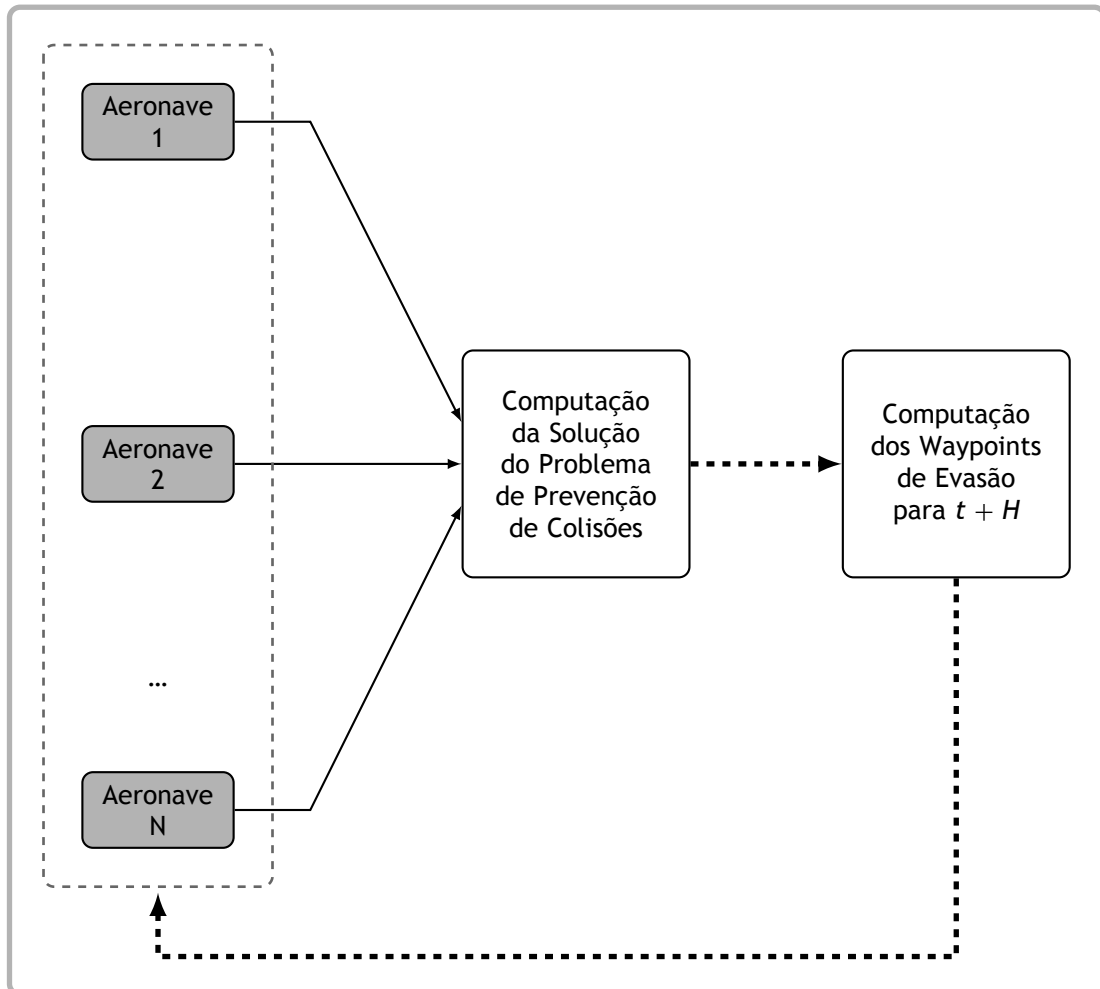 Aeronave
1
Aeronave
2
...
Aeronave
N
Computação
da Solução
do Problema
de Prevenção
de Colisões
Computação
dos Waypoints
de Evasão
para t + H